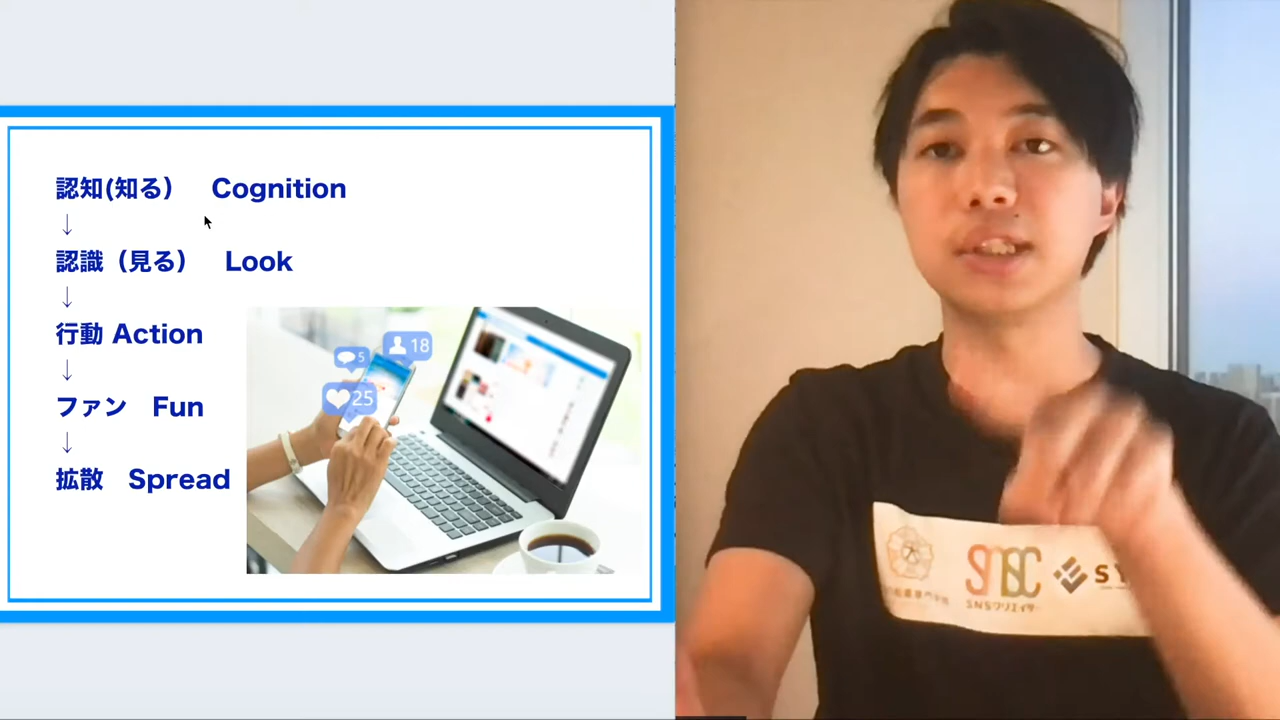 認知(知る） Cognition
↓
認識（見る） Look
↓
行動 Action
↓
ファン Fun
↓
拡散 Spread
5
18
25
SNSC
SNSクリエイター
SY